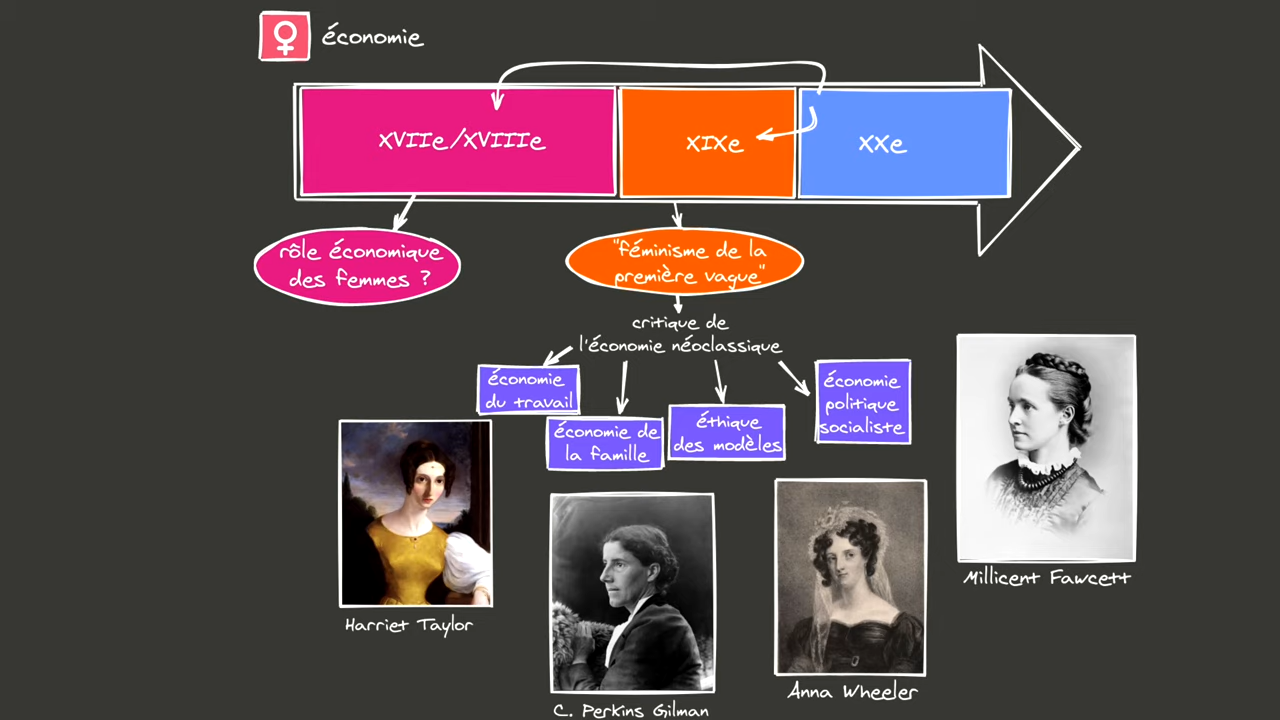 économie
XVIIe/XVIIIe
XIXe
XXe
rôle économique
des femmes ?
"féminisme de la
première vague"
critique de
l'économie néoclassique
économie
du travail
économie de
la famille
éthique
des modèles
économie
politique
socialiste
Harriet Taylor
C. Perkins Gilman
Anna Wheeler
Millicent Fawcett